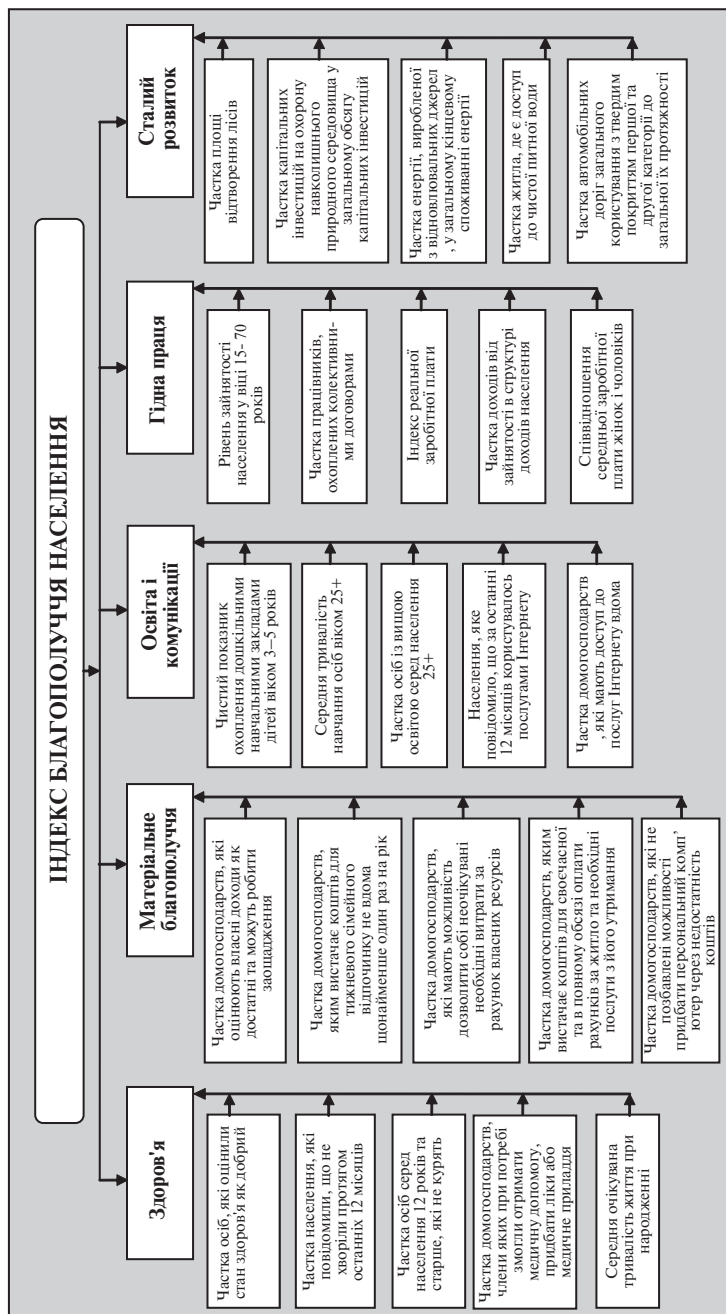 ІНДЕКС БЛАГОПОЛУЧЧЯ НАСЕЛЕННЯ
Здоров'я
Частка осіб, які оцінили
стан здоров'я як добрий
Частка населення, які
повідомили, що не
хворіли протягом
останніх 12 місяців
Частка осіб серед
населення 12 років та
старше, які не курять
Частка домогосподарств,
члени яких при потребі
змогли отримати
медичну допомогу,
придбати ліки або
медичне приладдя
Середня очікувана
тривалість життя при
народженні
Матеріальне
благополуччя
Частка домогосподарств, які
оцінюють власні доходи як
достатні та можуть робити
заощадження
Частка домогосподарств,
яким вистачає коштів для
тижневого сімейного
відпочинку не вдома
щонайменше один раз на рік
Частка домогосподарств,
які мають можливість
дозволити собі неочікувані
необхідні витрати за
рахунок власних ресурсів
Частка домогосподарств, яким
вистачає коштів для своєчасної
та в повному обсязі оплати
рахунків за житло та необхідні
послуги з його утримання
Частка домогосподарств, які не
позбавлені можливості
придбати персональний комп’
ютер через недостатність
коштів
Освіта і
комунікації
Чистий показник
охоплення дошкільними
навчальними закладами
дітей віком 3–5 років
Середня тривалість
навчання осіб віком 25+
Частка осіб із вищою
освітою серед населення
25+
Населення, яке
повідомило, що за останні
12 місяців користувалось
послугами Інтернету
Частка домогосподарств
, які мають доступ до
послуг Інтернету вдома
Гідна праця
Рівень зайнятості
населення у віці 15- 70
років
Частка працівників,
охоплених колективни-
ми договорами
Індекс реальної
заробітної плати
Частка доходів від
зайнятості в структурі
доходів населення
Співвідношення
середньої заробітної
плати жінок і чоловіків
Сталий
розвиток
Частка площі
відтворення лісів
Частка капітальних
інвестицій на охорону
навколишнього
природного середовища у
загальному обсягу
капітальних інвестицій
Частка енергії, виробленої
з відновлювальних джерел
, у загальному кінцевому
споживанні енергії
Частка житла, де є доступ
до чистої питної води
Частка автомобільних
доріг загального
користування з твердим
покриттям першої та
другої категорії до
загальної їх протяжності